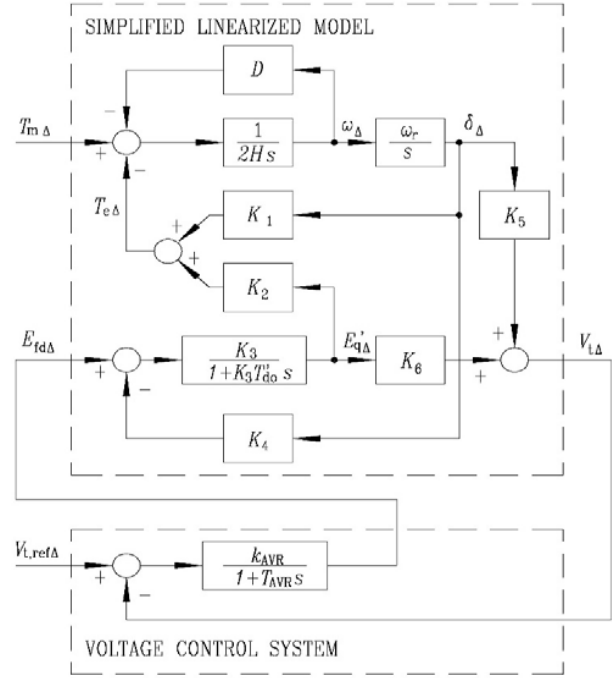 SIMPLIFIED LINEARIZED MODEL
D
−
T_mΔ
+
−
1
2Hs
ω_Δ
ω_r
s
δ_Δ
T_eΔ
K_1
+
+
K_2
K_5
E_fdΔ
+
−
K_3
1+K_3T'_do s
E'_qΔ
K_6
+
+
V_tΔ
K_4
V_t,refΔ
+
−
k_AVR
1+T_AVR s
VOLTAGE CONTROL SYSTEM